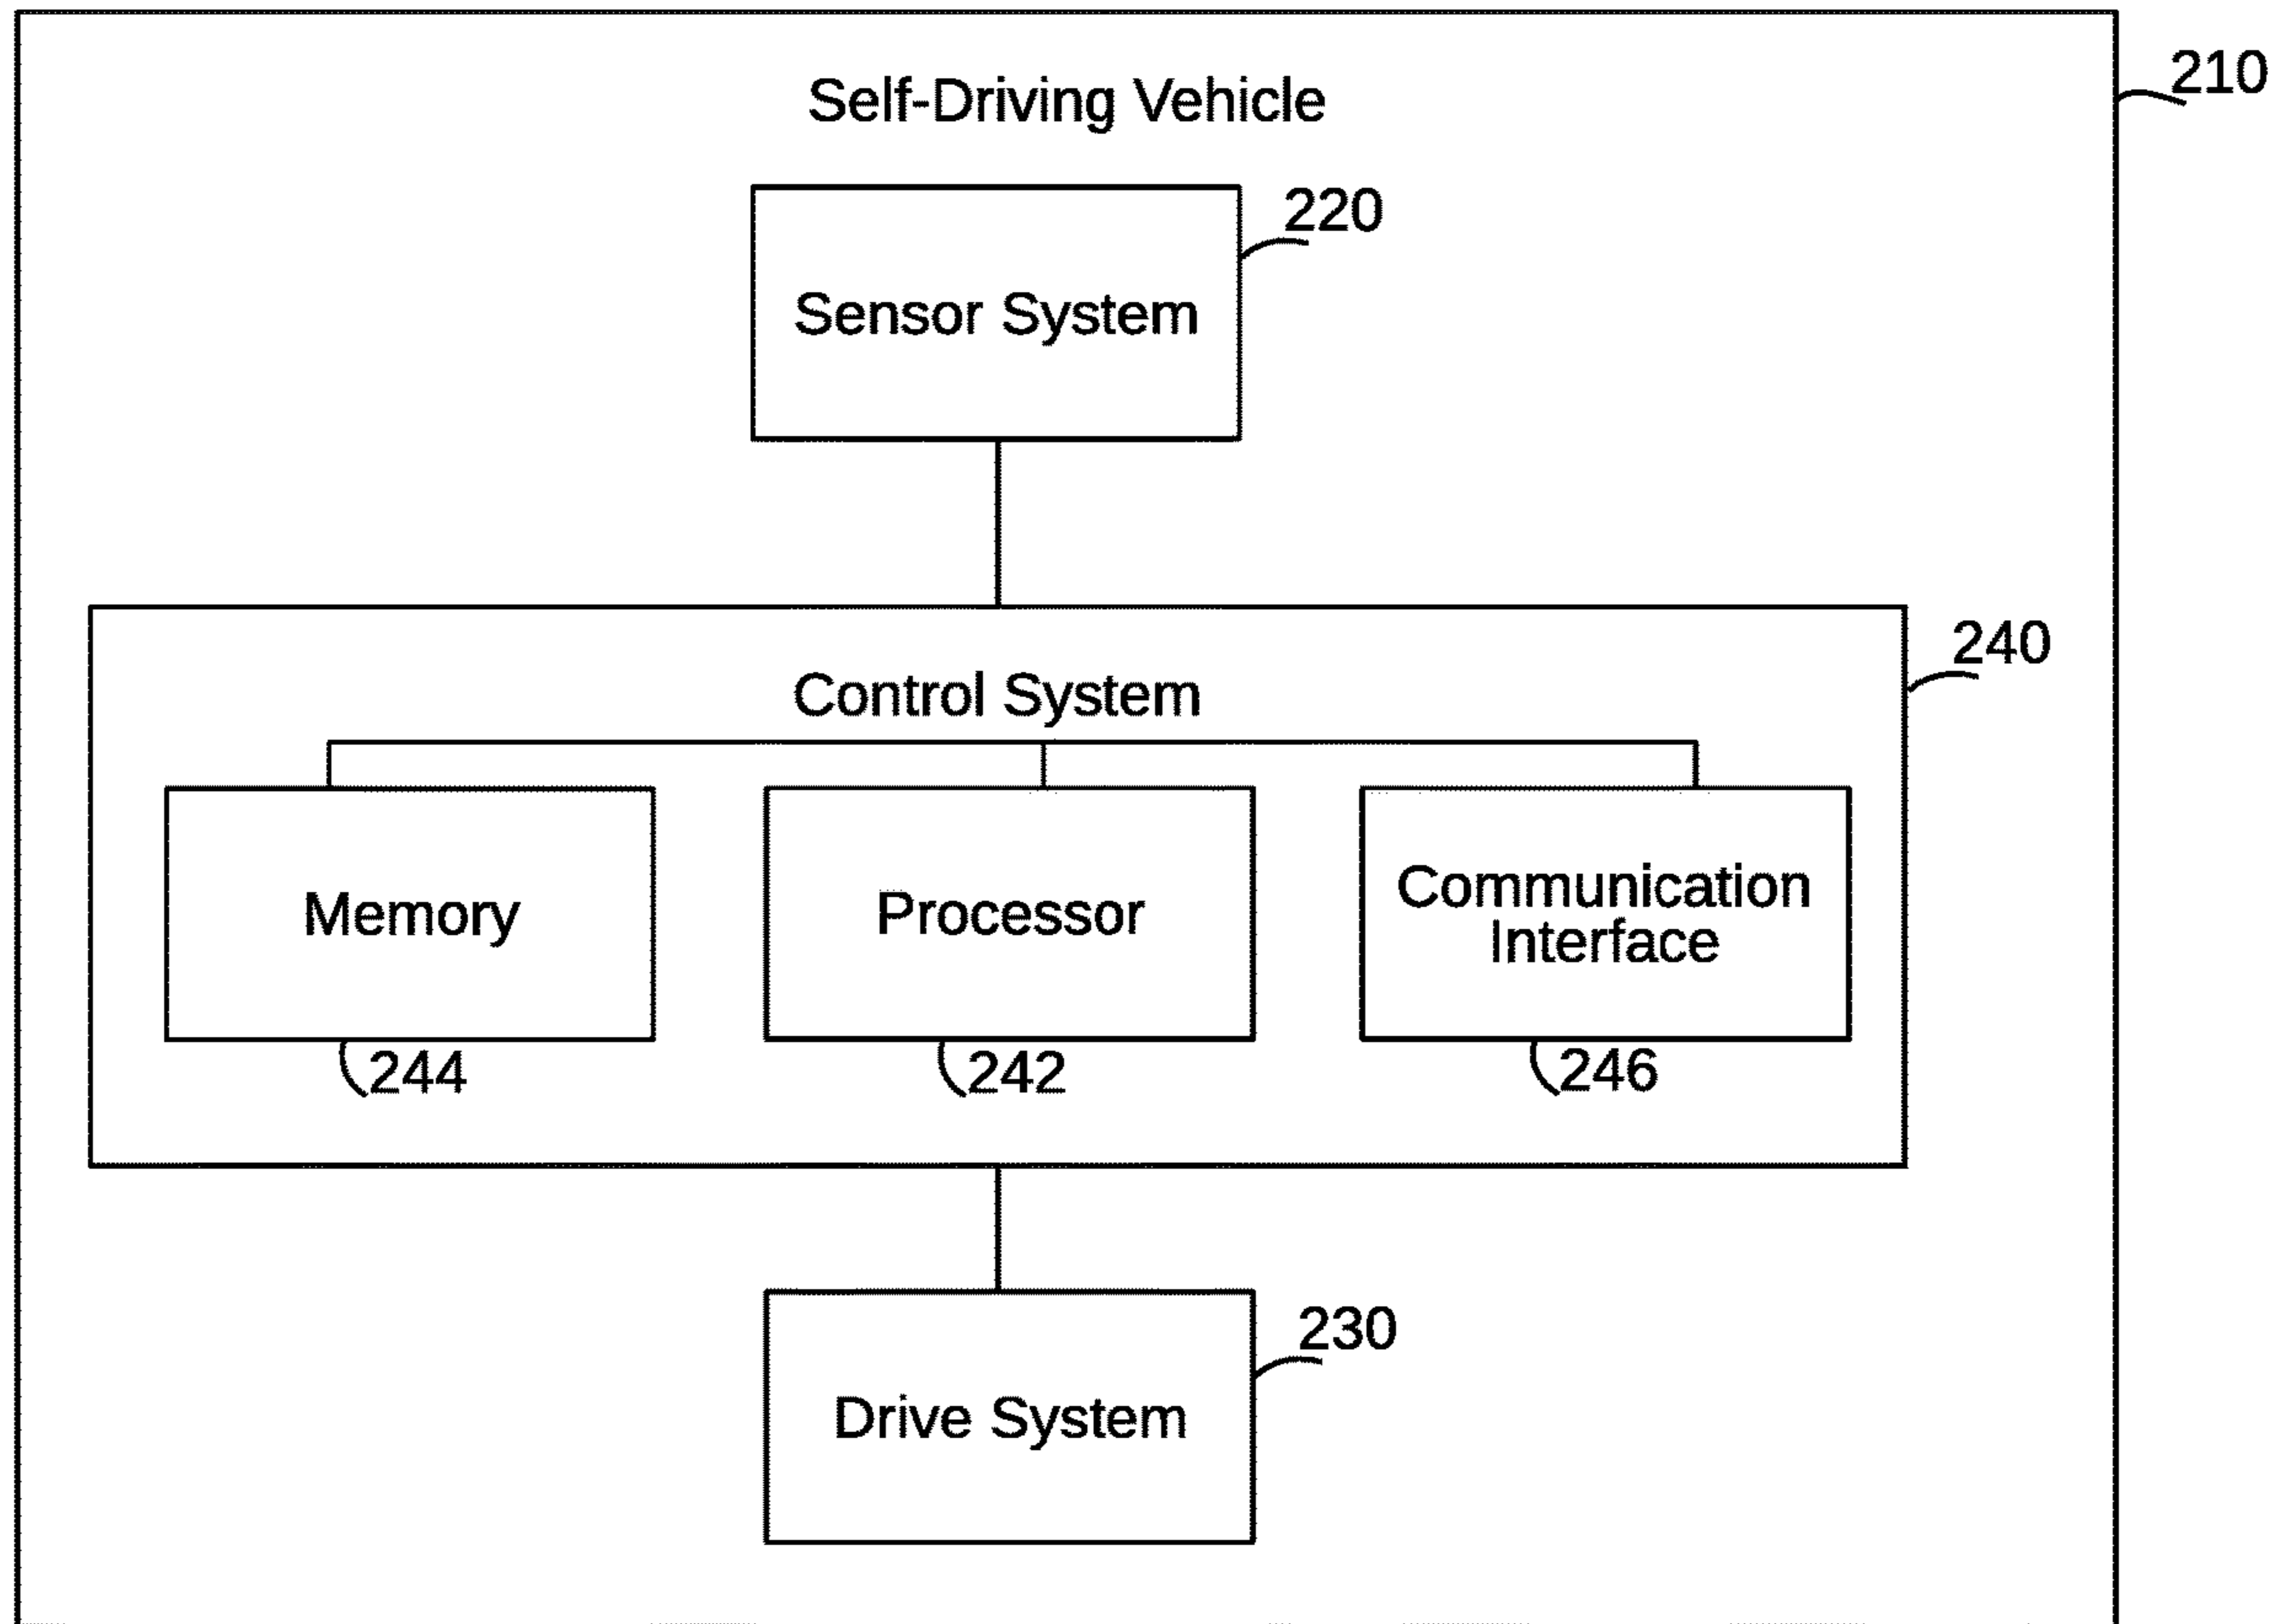 210
Self-Driving Vehicle
220
Sensor System
240
Control System
Memory
Processor
Communication
Interface
244
242
246
230
Drive System